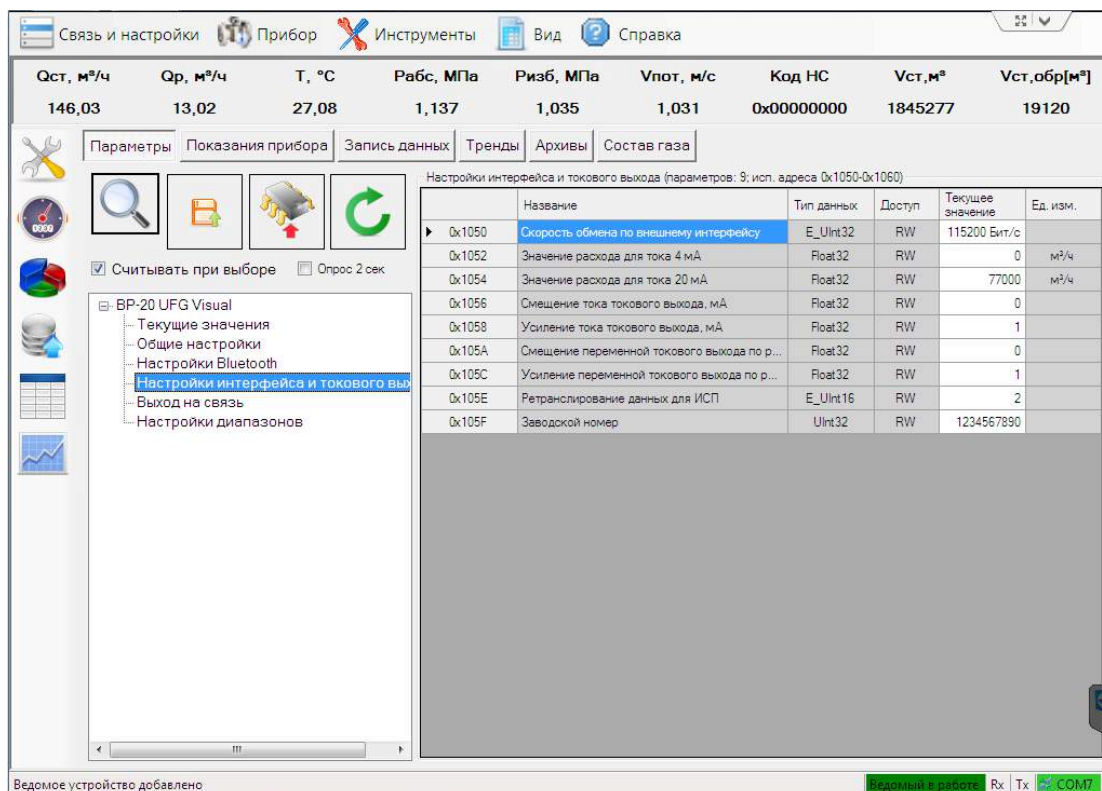 Связь и настройки Прибор Инструменты Вид Справка
Qст, м³/ч Qр, м³/ч T, °C Pабс, МПа Pизб, МПа Vпот, м/с Код НС Vст,м³ Vст,обр[м³]
146,03 13,02 27,08 1,137 1,035 1,031 0x00000000 1845277 19120
Параметры Показания прибора Запись данных Тренды Архивы Состав газа
Настройки интерфейса и токового выхода (параметров: 9; исп. адреса 0x1050-0x1060)
Название Тип данных Доступ Текущее значение Ед. изм.
0x1050 Скорость обмена по внешнему интерфейсу E_UInt32 RW 115200 Бит/с
0x1052 Значение расхода для тока 4 мА Float32 RW 0 м³/ч
0x1054 Значение расхода для тока 20 мА Float32 RW 77000 м³/ч
0x1056 Смещение тока токового выхода, мА Float32 RW 0
0x1058 Усиление тока токового выхода, мА Float32 RW 1
0x105A Смещение переменной токового выхода по р... Float32 RW 0
0x105C Усиление переменной токового выхода по р... Float32 RW 1
0x105E Ретранслирование данных для ИСП E_UInt16 RW 2
0x105F Заводской номер UInt32 RW 1234567890
Считывать при выборе Опрос 2 сек
ВР-20 UFG Visual
Текущие значения
Общие настройки
Настройки Bluetooth
Настройки интерфейса и токового вых
Выход на связь
Настройки диапазонов
Ведомое устройство добавлено Ведомый в работе Rx Tx COM7